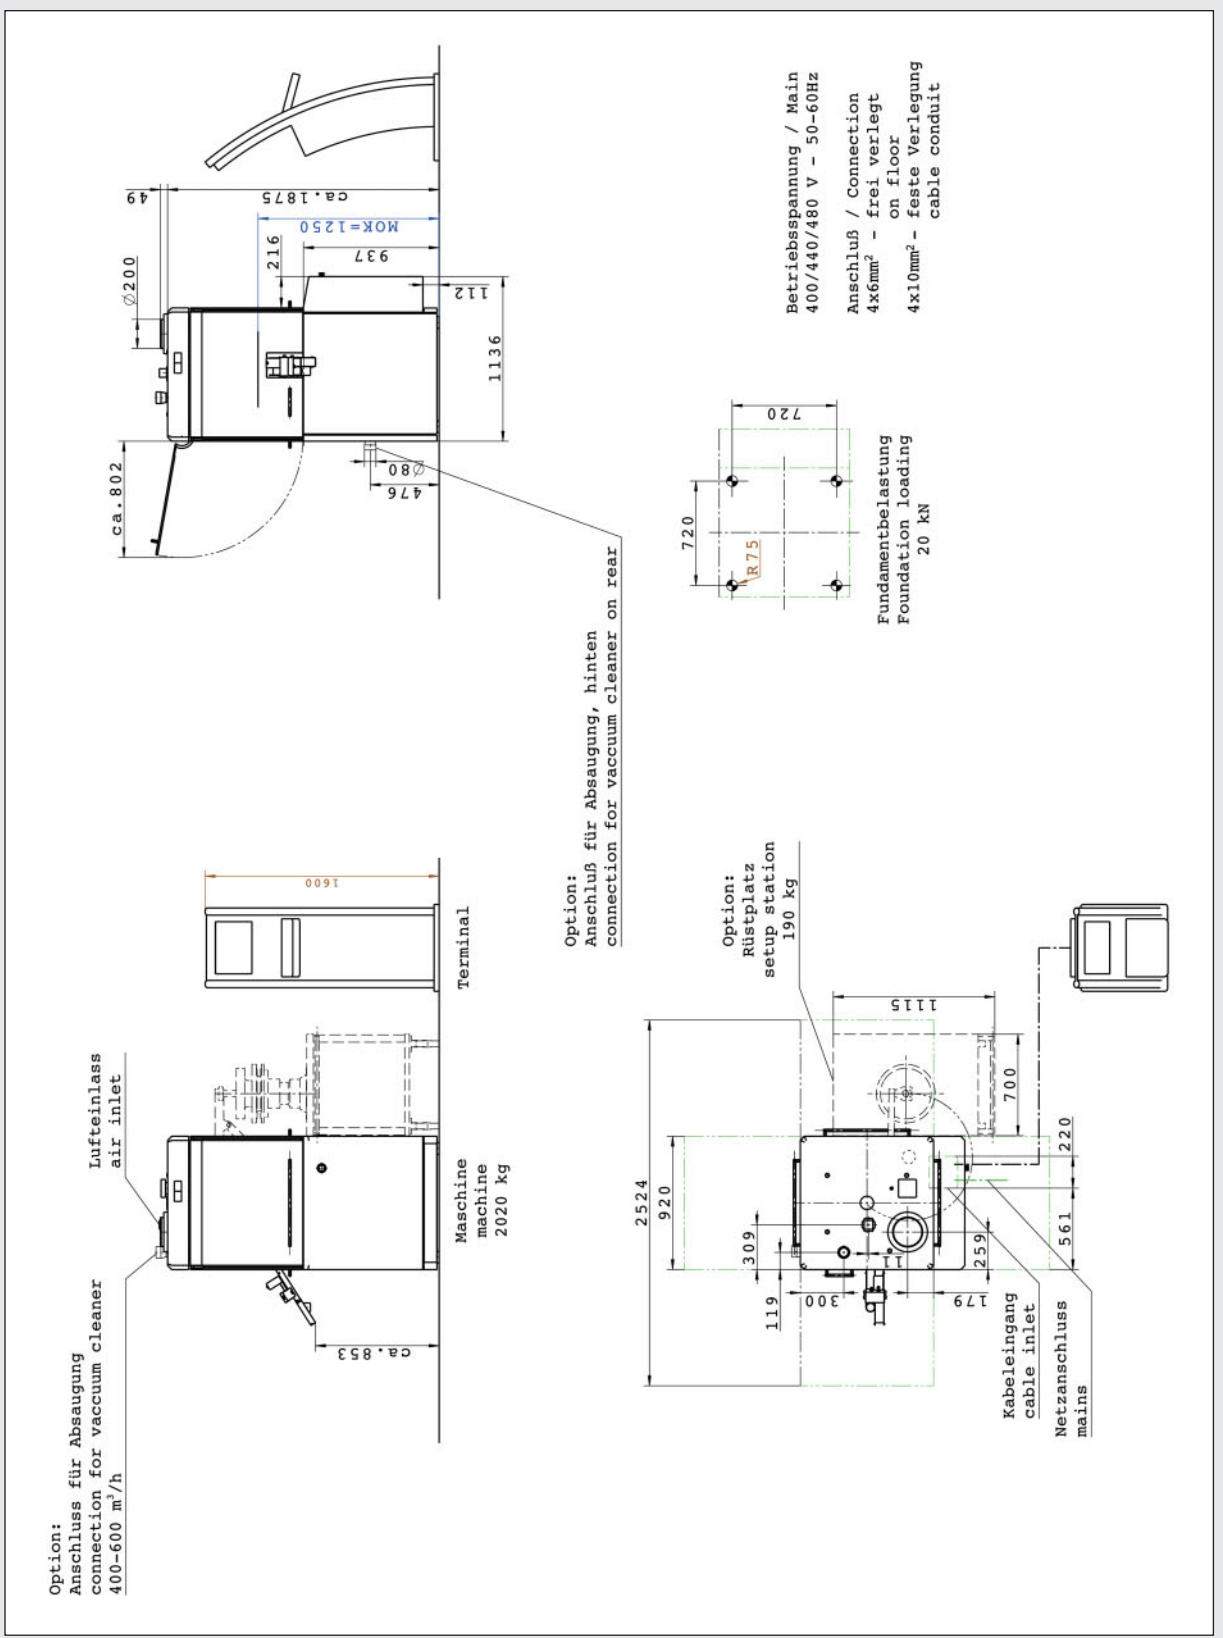 Option:
Anschluss für Absaugung
connection for vaccuum cleaner
400-600 m³/h
Lufteinlass
air inlet
ca.853
Maschine
machine
2020 kg
1600
Terminal
ca.802
Ø200
49
ca.1875
MOK=1250
216
937
112
1136
Ø80
476
Option:
Anschluß für Absaugung, hinten
connection for vaccuum cleaner on rear
Option:
Rüstplatz
setup station
190 kg
2524
920
309
119
300
11
179
259
561
220
700
1115
Kabeleingang
cable inlet
Netzanschluss
mains
720
720
R75
Fundamentbelastung
Foundation loading
20 kN
Betriebsspannung / Main
400/440/480 V - 50-60Hz
Anschluß / Connection
4x6mm² - frei verlegt
on floor
4x10mm² - feste Verlegung
cable conduit